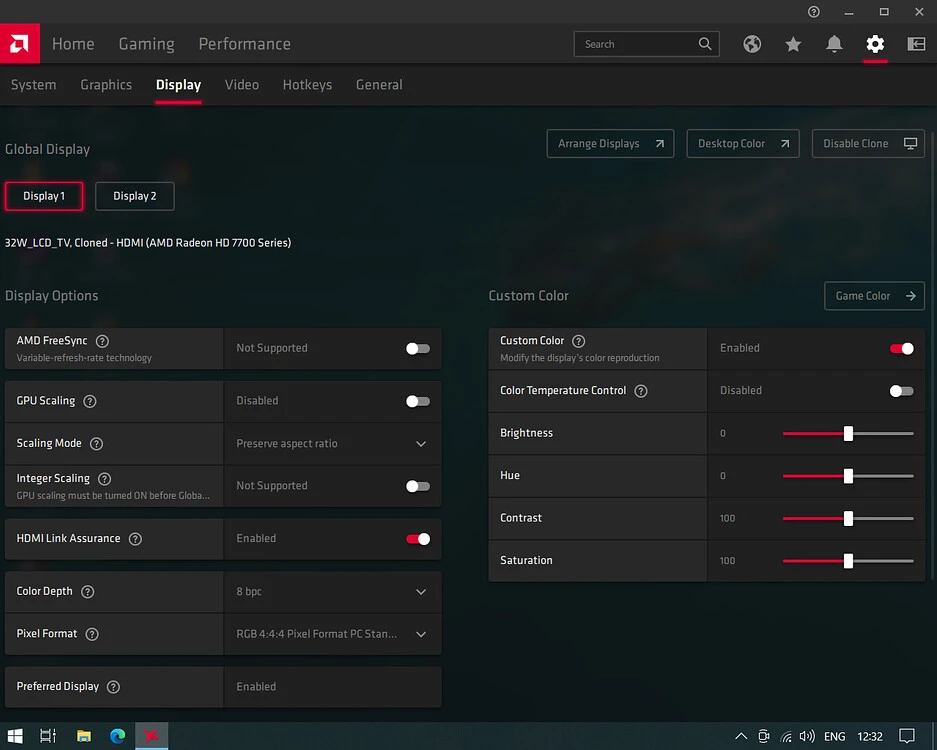 Home Gaming Performance Search
System Graphics Display Video Hotkeys General
Global Display
Arrange Displays Desktop Color Disable Clone
Display 1 Display 2
32W_LCD_TV, Cloned - HDMI (AMD Radeon HD 7700 Series)
Display Options
AMD FreeSync ?
Variable-refresh-rate technology
Not Supported
GPU Scaling ? Disabled
Scaling Mode ? Preserve aspect ratio
Integer Scaling ?
GPU scaling must be turned ON before Globa...
Not Supported
HDMI Link Assurance ? Enabled
Color Depth ? 8 bpc
Pixel Format ? RGB 4:4:4 Pixel Format PC Stan...
Preferred Display ? Enabled
Custom Color
Game Color
Custom Color ?
Modify the display's color reproduction
Enabled
Color Temperature Control ? Disabled
Brightness 0
Hue 0
Contrast 100
Saturation 100
ENG 12:32